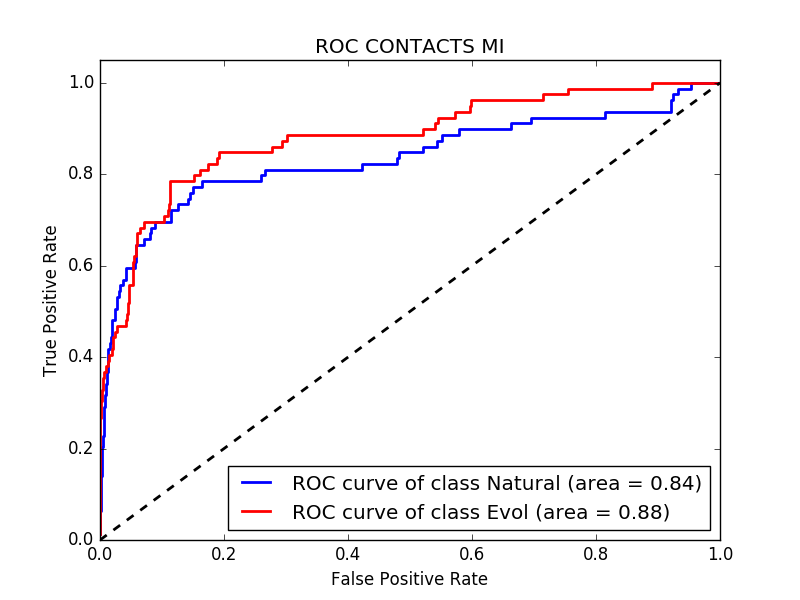 ROC CONTACTS MI
True Positive Rate
1.0
0.8
0.6
0.4
0.2
0.0
ROC curve of class Natural (area = 0.84)
ROC curve of class Evol (area = 0.88)
0.0 0.2 0.4 0.6 0.8 1.0
False Positive Rate